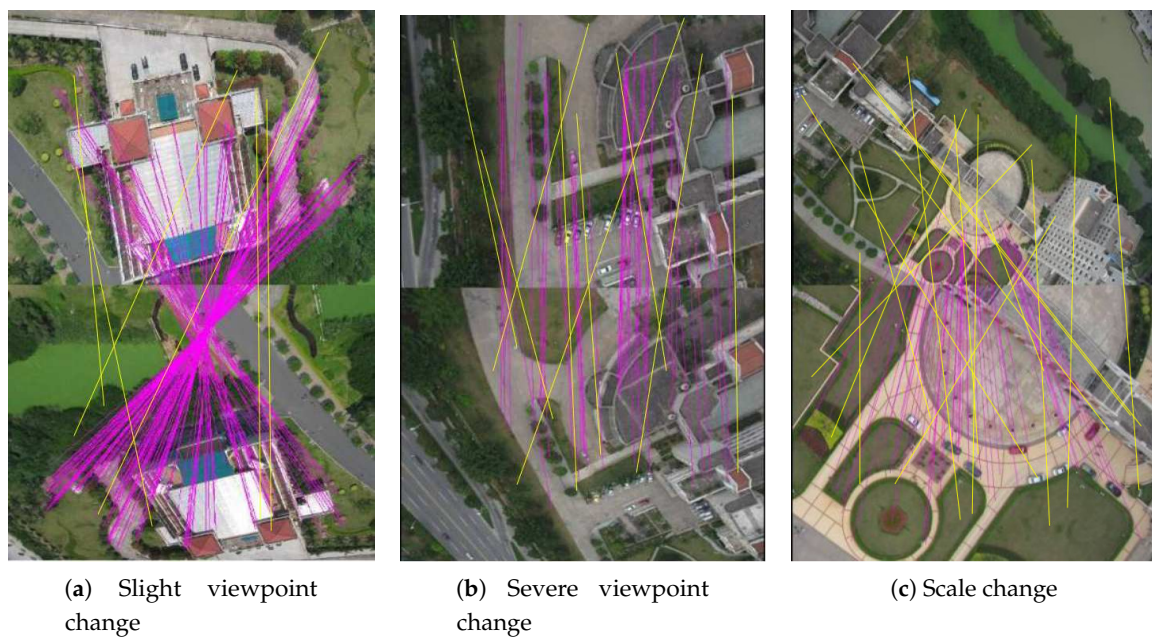 (a) Slight viewpoint
change
(b) Severe viewpoint
change
(c) Scale change